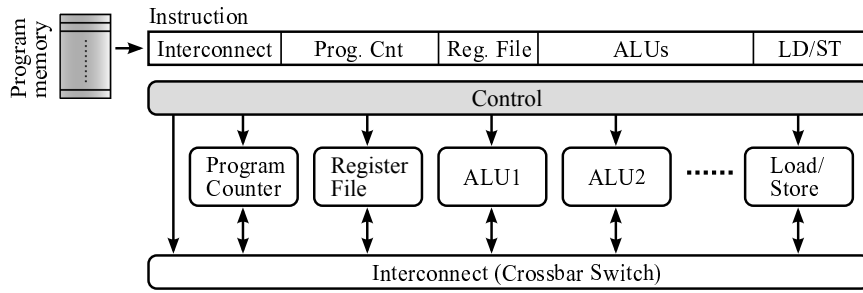 Instruction
Program
memory
Interconnect
Prog. Cnt
Reg. File
ALUs
LD/ST
Control
Program
Counter
Register
File
ALU1
ALU2
Load/
Store
Interconnect (Crossbar Switch)